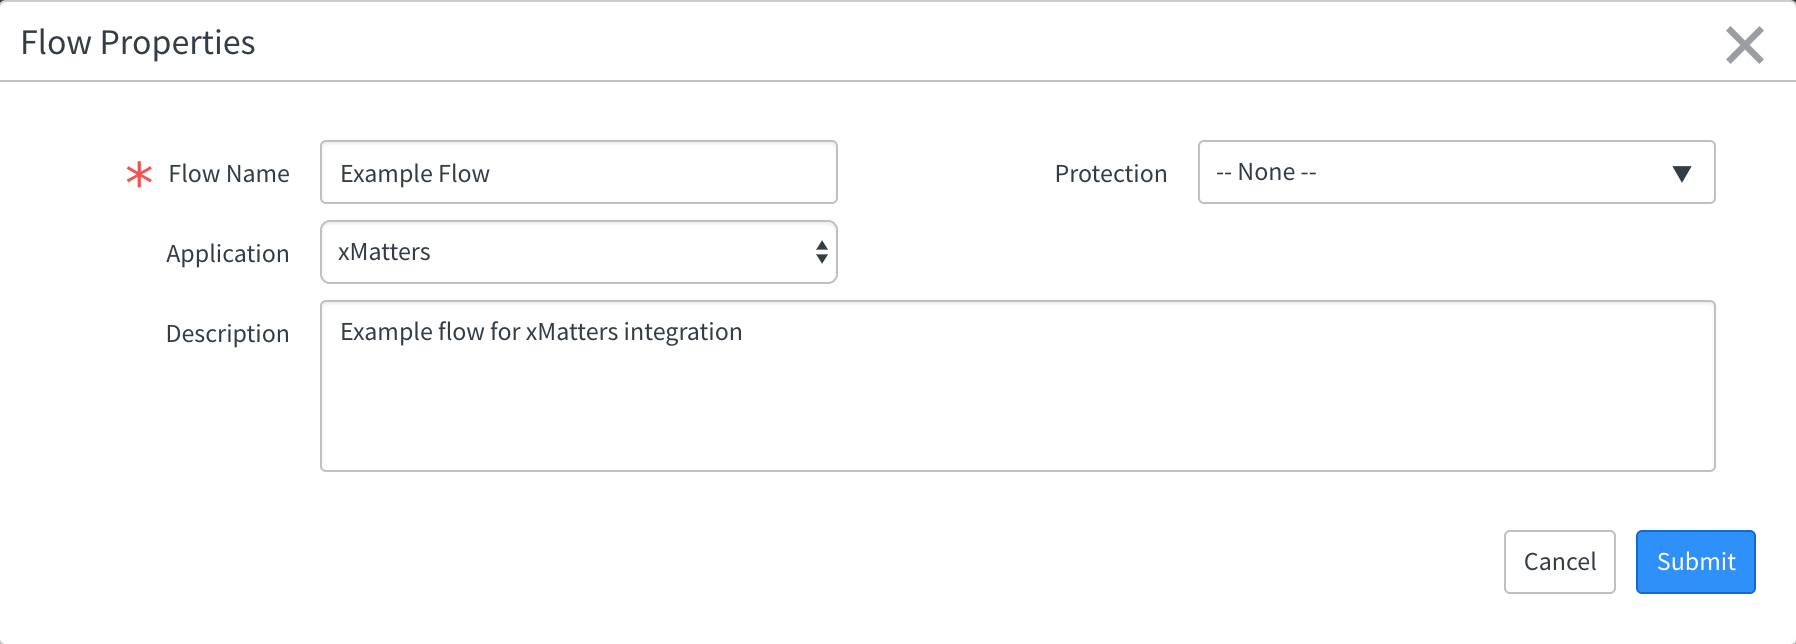 Flow Properties
Flow Name
Example Flow
Protection
-- None --
Application
xMatters
Description
Example flow for xMatters integration
Cancel
Submit